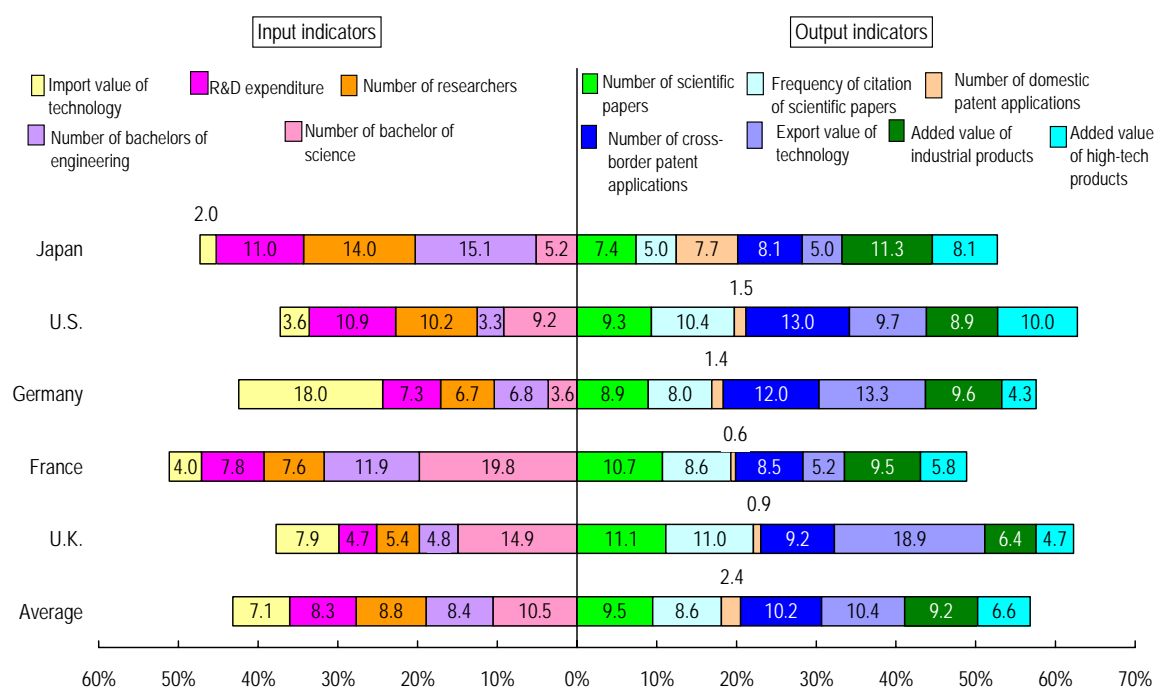 Input indicators
Output indicators
Import value of
technology
R&D expenditure
Number of researchers
Number of bachelors of
engineering
Number of bachelor of
science
Number of scientific
papers
Frequency of citation
of scientific papers
Number of domestic
patent applications
Number of cross-
border patent
applications
Export value of
technology
Added value of
industrial products
Added value
of high-tech
products
2.0
Japan 11.0 14.0 15.1 5.2 7.4 5.0 7.7 8.1 5.0 11.3 8.1
1.5
U.S. 3.6 10.9 10.2 3.3 9.2 9.3 10.4 13.0 9.7 8.9 10.0
1.4
Germany 18.0 7.3 6.7 6.8 3.6 8.9 8.0 12.0 13.3 9.6 4.3
0.6
France 4.0 7.8 7.6 11.9 19.8 10.7 8.6 8.5 5.2 9.5 5.8
0.9
U.K. 7.9 4.7 5.4 4.8 14.9 11.1 11.0 9.2 18.9 6.4 4.7
2.4
Average 7.1 8.3 8.8 8.4 10.5 9.5 8.6 10.2 10.4 9.2 6.6
60% 50% 40% 30% 20% 10% 0% 10% 20% 30% 40% 50% 60% 70%